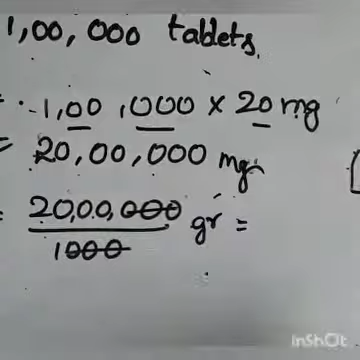 1,00,000 tablets.
= 1,00,000 × 20 mg
= 20,00,000 mg
= 20,00,000 gr =
1000
InShOt